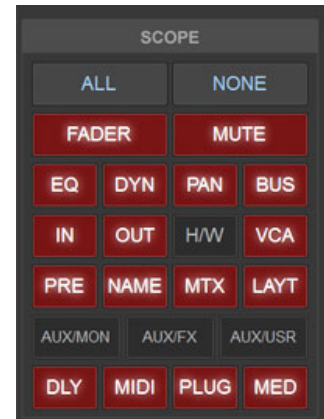 SCOPE
ALL NONE
FADER MUTE
EQ DYN PAN BUS
IN OUT H/W VCA
PRE NAME MTX LAYT
AUX/MON AUX/FX AUX/USR
DLY MIDI PLUG MED